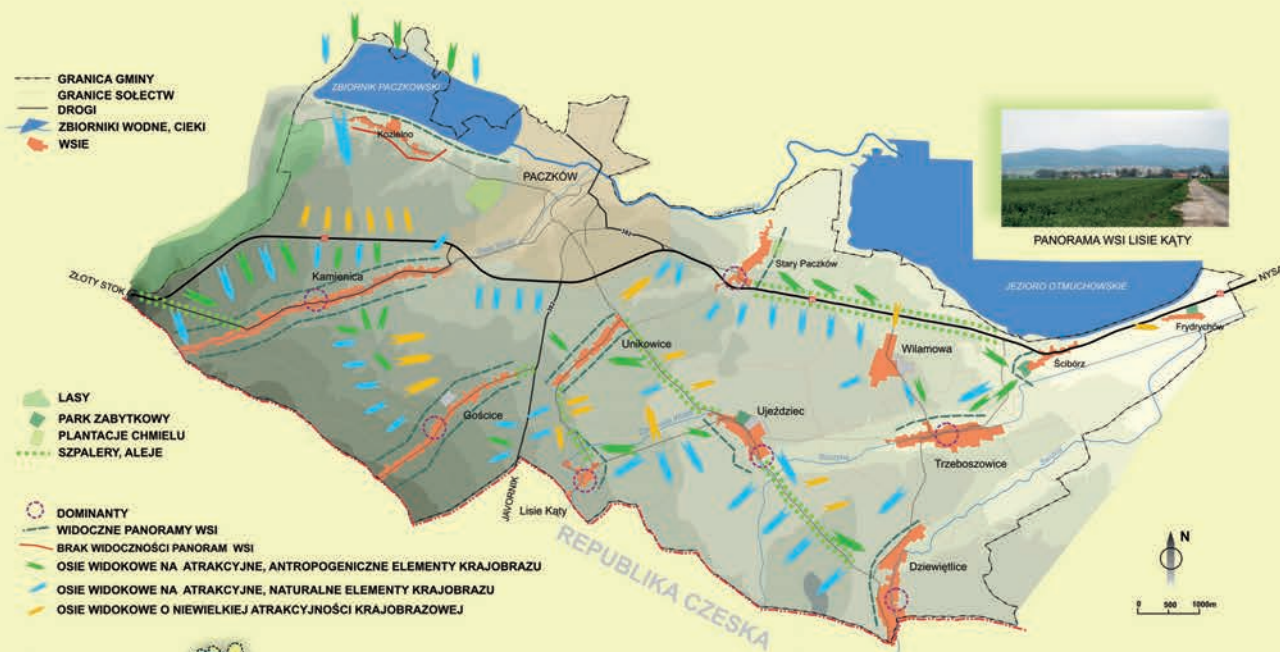 GRANICA GMINY
GRANICE SOŁECTW
DROGI
ZBIORNIKI WODNE, CIEKI
WSIE
ZBIORNIK PACZKOWSKI
Kozielno
PACZKÓW
382
PANORAMA WSI LISIE KĄTY
ZŁOTY STOK
Kamienica
Stary Paczków
JEZIORO OTMUCHOWSKIE
NYSA
Frydrychów
Ścibórz
Wilamowa
Unikowice
382
Gościce
Ujeździec
Trzeboszowice
LASY
PARK ZABYTKOWY
PLANTACJE CHMIELU
SZPALERY, ALEJE
JAVORNIK
Lisie Kąty
REPUBLIKA CZESKA
Dziewiętlice
DOMINANTY
WIDOCZNE PANORAMY WSI
BRAK WIDOCZNOŚCI PANORAM WSI
OSIE WIDOKOWE NA ATRAKCYJNE, ANTROPOGENICZNE ELEMENTY KRAJOBRAZU
OSIE WIDOKOWE NA ATRAKCYJNE, NATURALNE ELEMENTY KRAJOBRAZU
OSIE WIDOKOWE O NIEWIELKIEJ ATRAKCYJNOŚCI KRAJOBRAZOWEJ
N
0 500 1000m